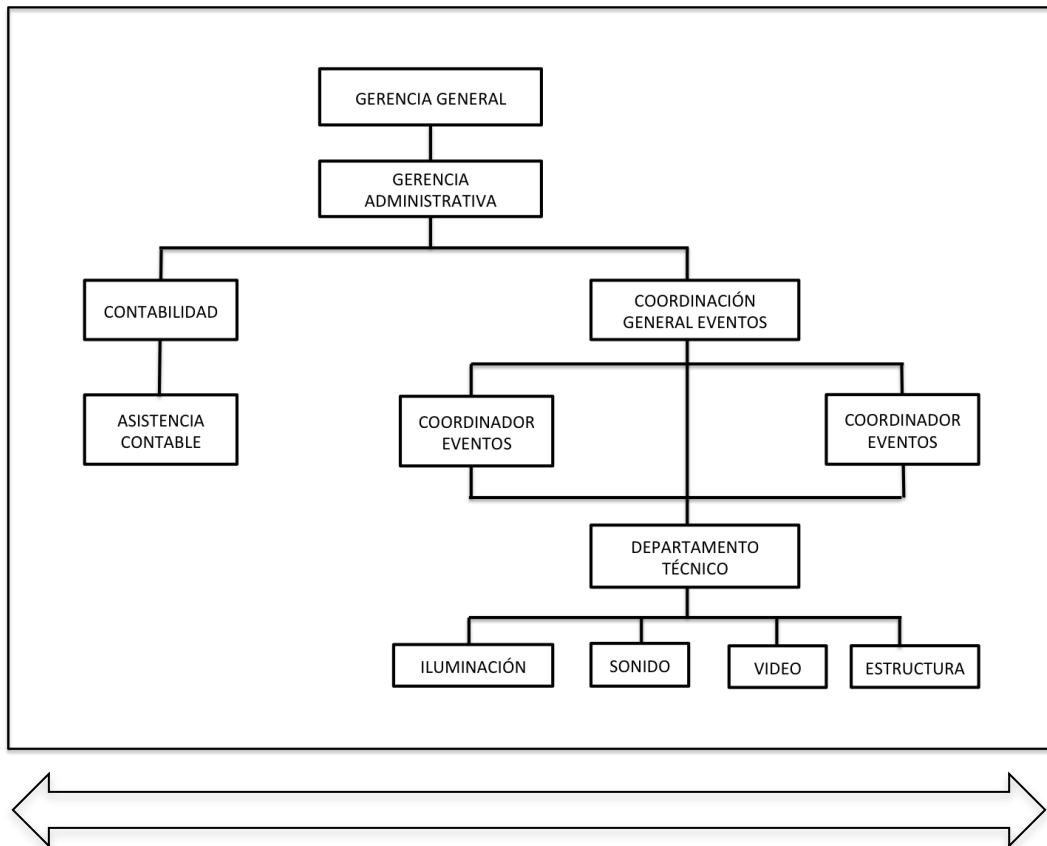 GERENCIA GENERAL
GERENCIA
ADMINISTRATIVA
CONTABILIDAD
COORDINACIÓN
GENERAL EVENTOS
ASISTENCIA
CONTABLE
COORDINADOR
EVENTOS
COORDINADOR
EVENTOS
DEPARTAMENTO
TÉCNICO
ILUMINACIÓN
SONIDO
VIDEO
ESTRUCTURA